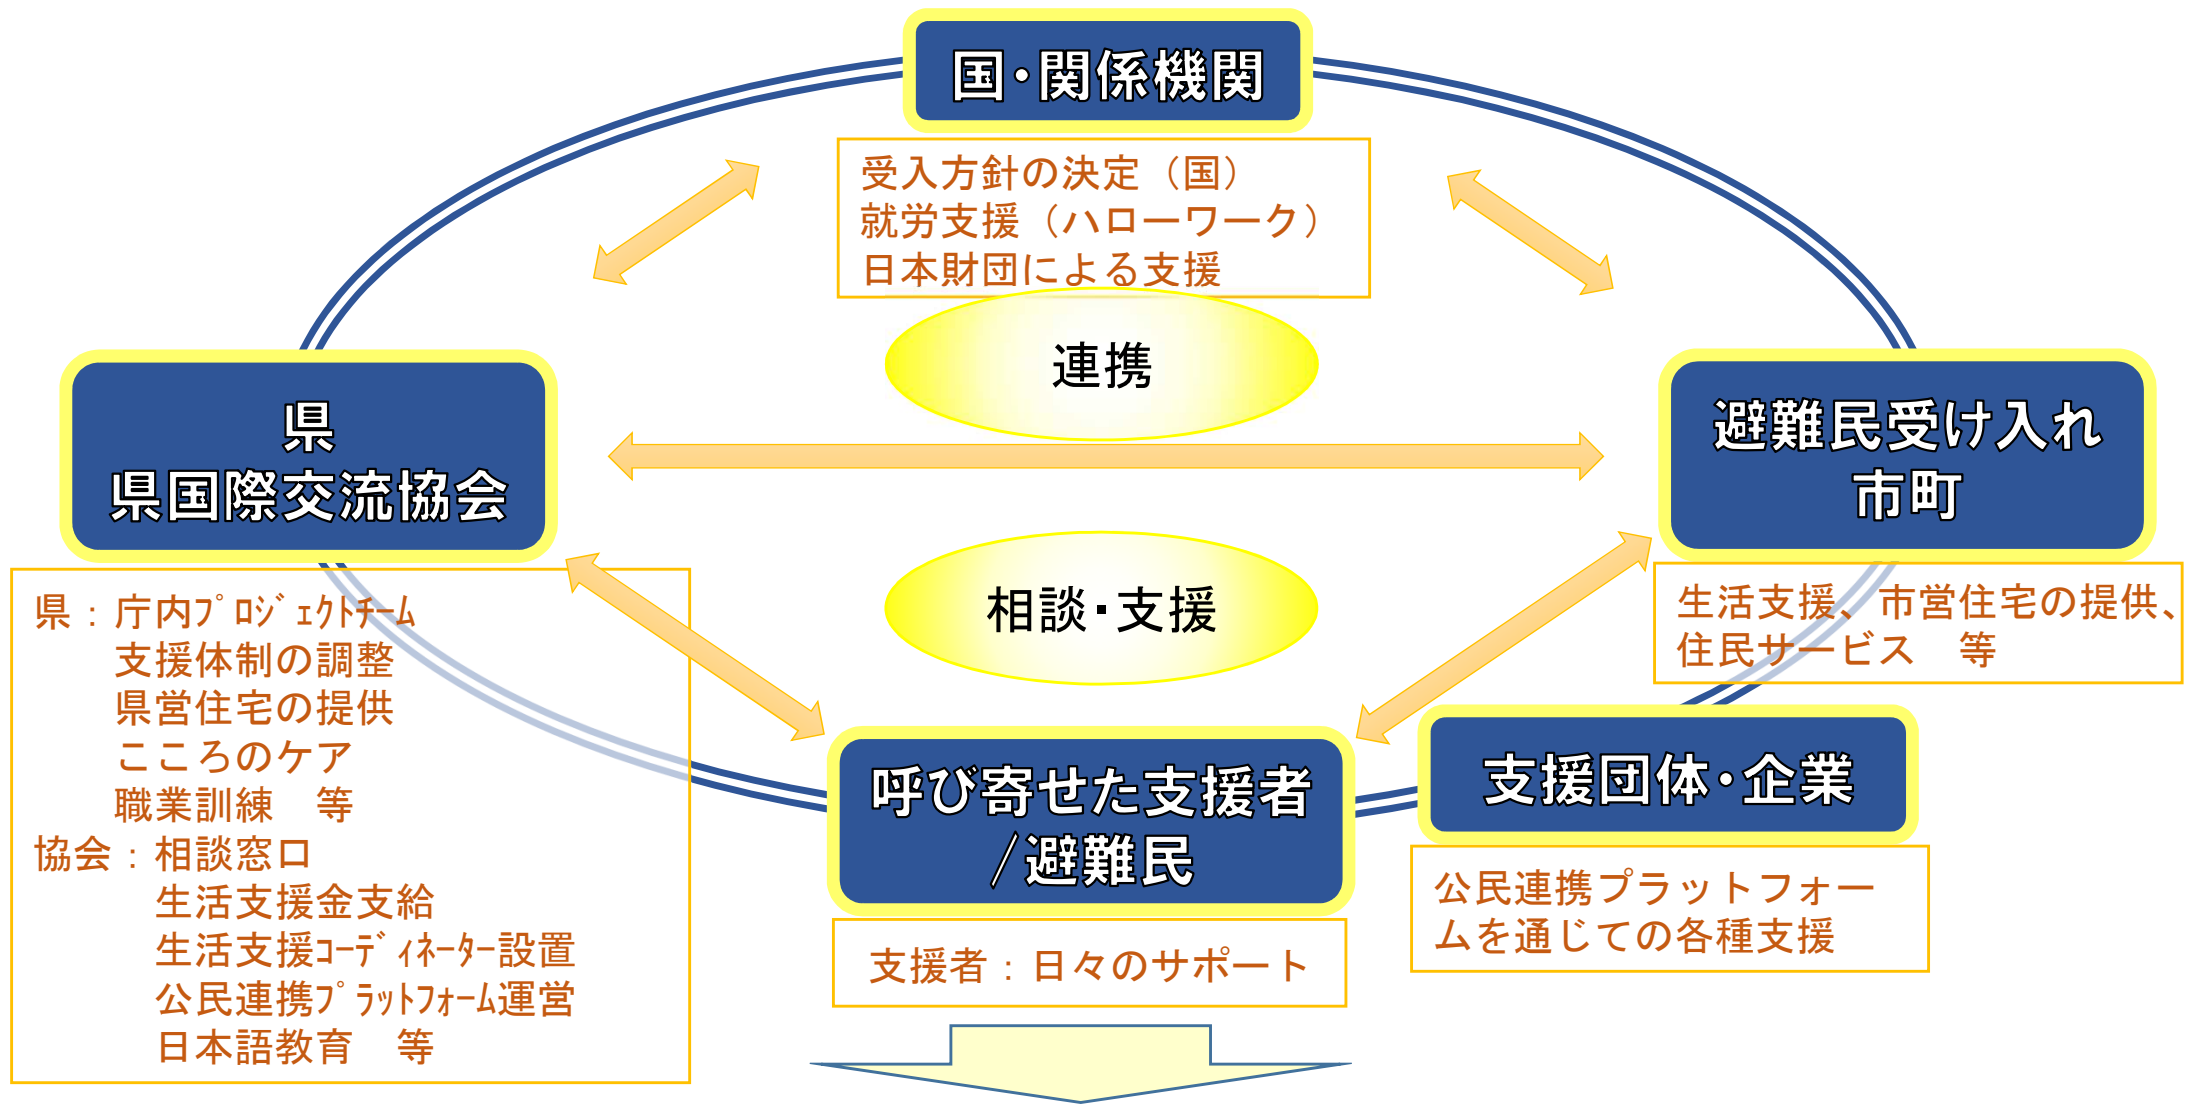 国・関係機関
受入方針の決定（国）
就労支援（ハローワーク）
日本財団による支援
連携
県
県国際交流協会
避難民受け入れ
市町
相談・支援
県：庁内ﾌﾟﾛｼﾞｪｸﾄﾁｰﾑ
支援体制の調整
県営住宅の提供
こころのケア
職業訓練　等
協会：相談窓口
生活支援金支給
生活支援ｺｰﾃﾞｨﾈｰﾀｰ設置
公民連携ﾌﾟﾗｯﾄﾌｫｰﾑ運営
日本語教育　等
生活支援、市営住宅の提供、
住民サービス　等
呼び寄せた支援者
/避難民
支援者：日々のサポート
支援団体・企業
公民連携プラットフォー
ムを通じての各種支援